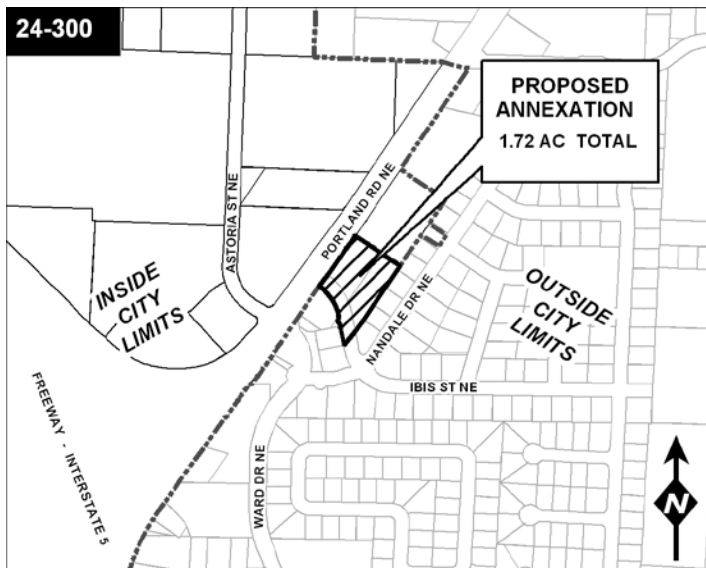 24-300
PROPOSED
ANNEXATION
1.72 AC TOTAL
PORTLAND RD NE
ASTORIA ST NE
INSIDE
CITY
LIMITS
OUTSIDE
CITY
LIMITS
NANDALE DR NE
IBIS ST NE
WARD DR NE
FREEWAY - INTERSTATE 5
N